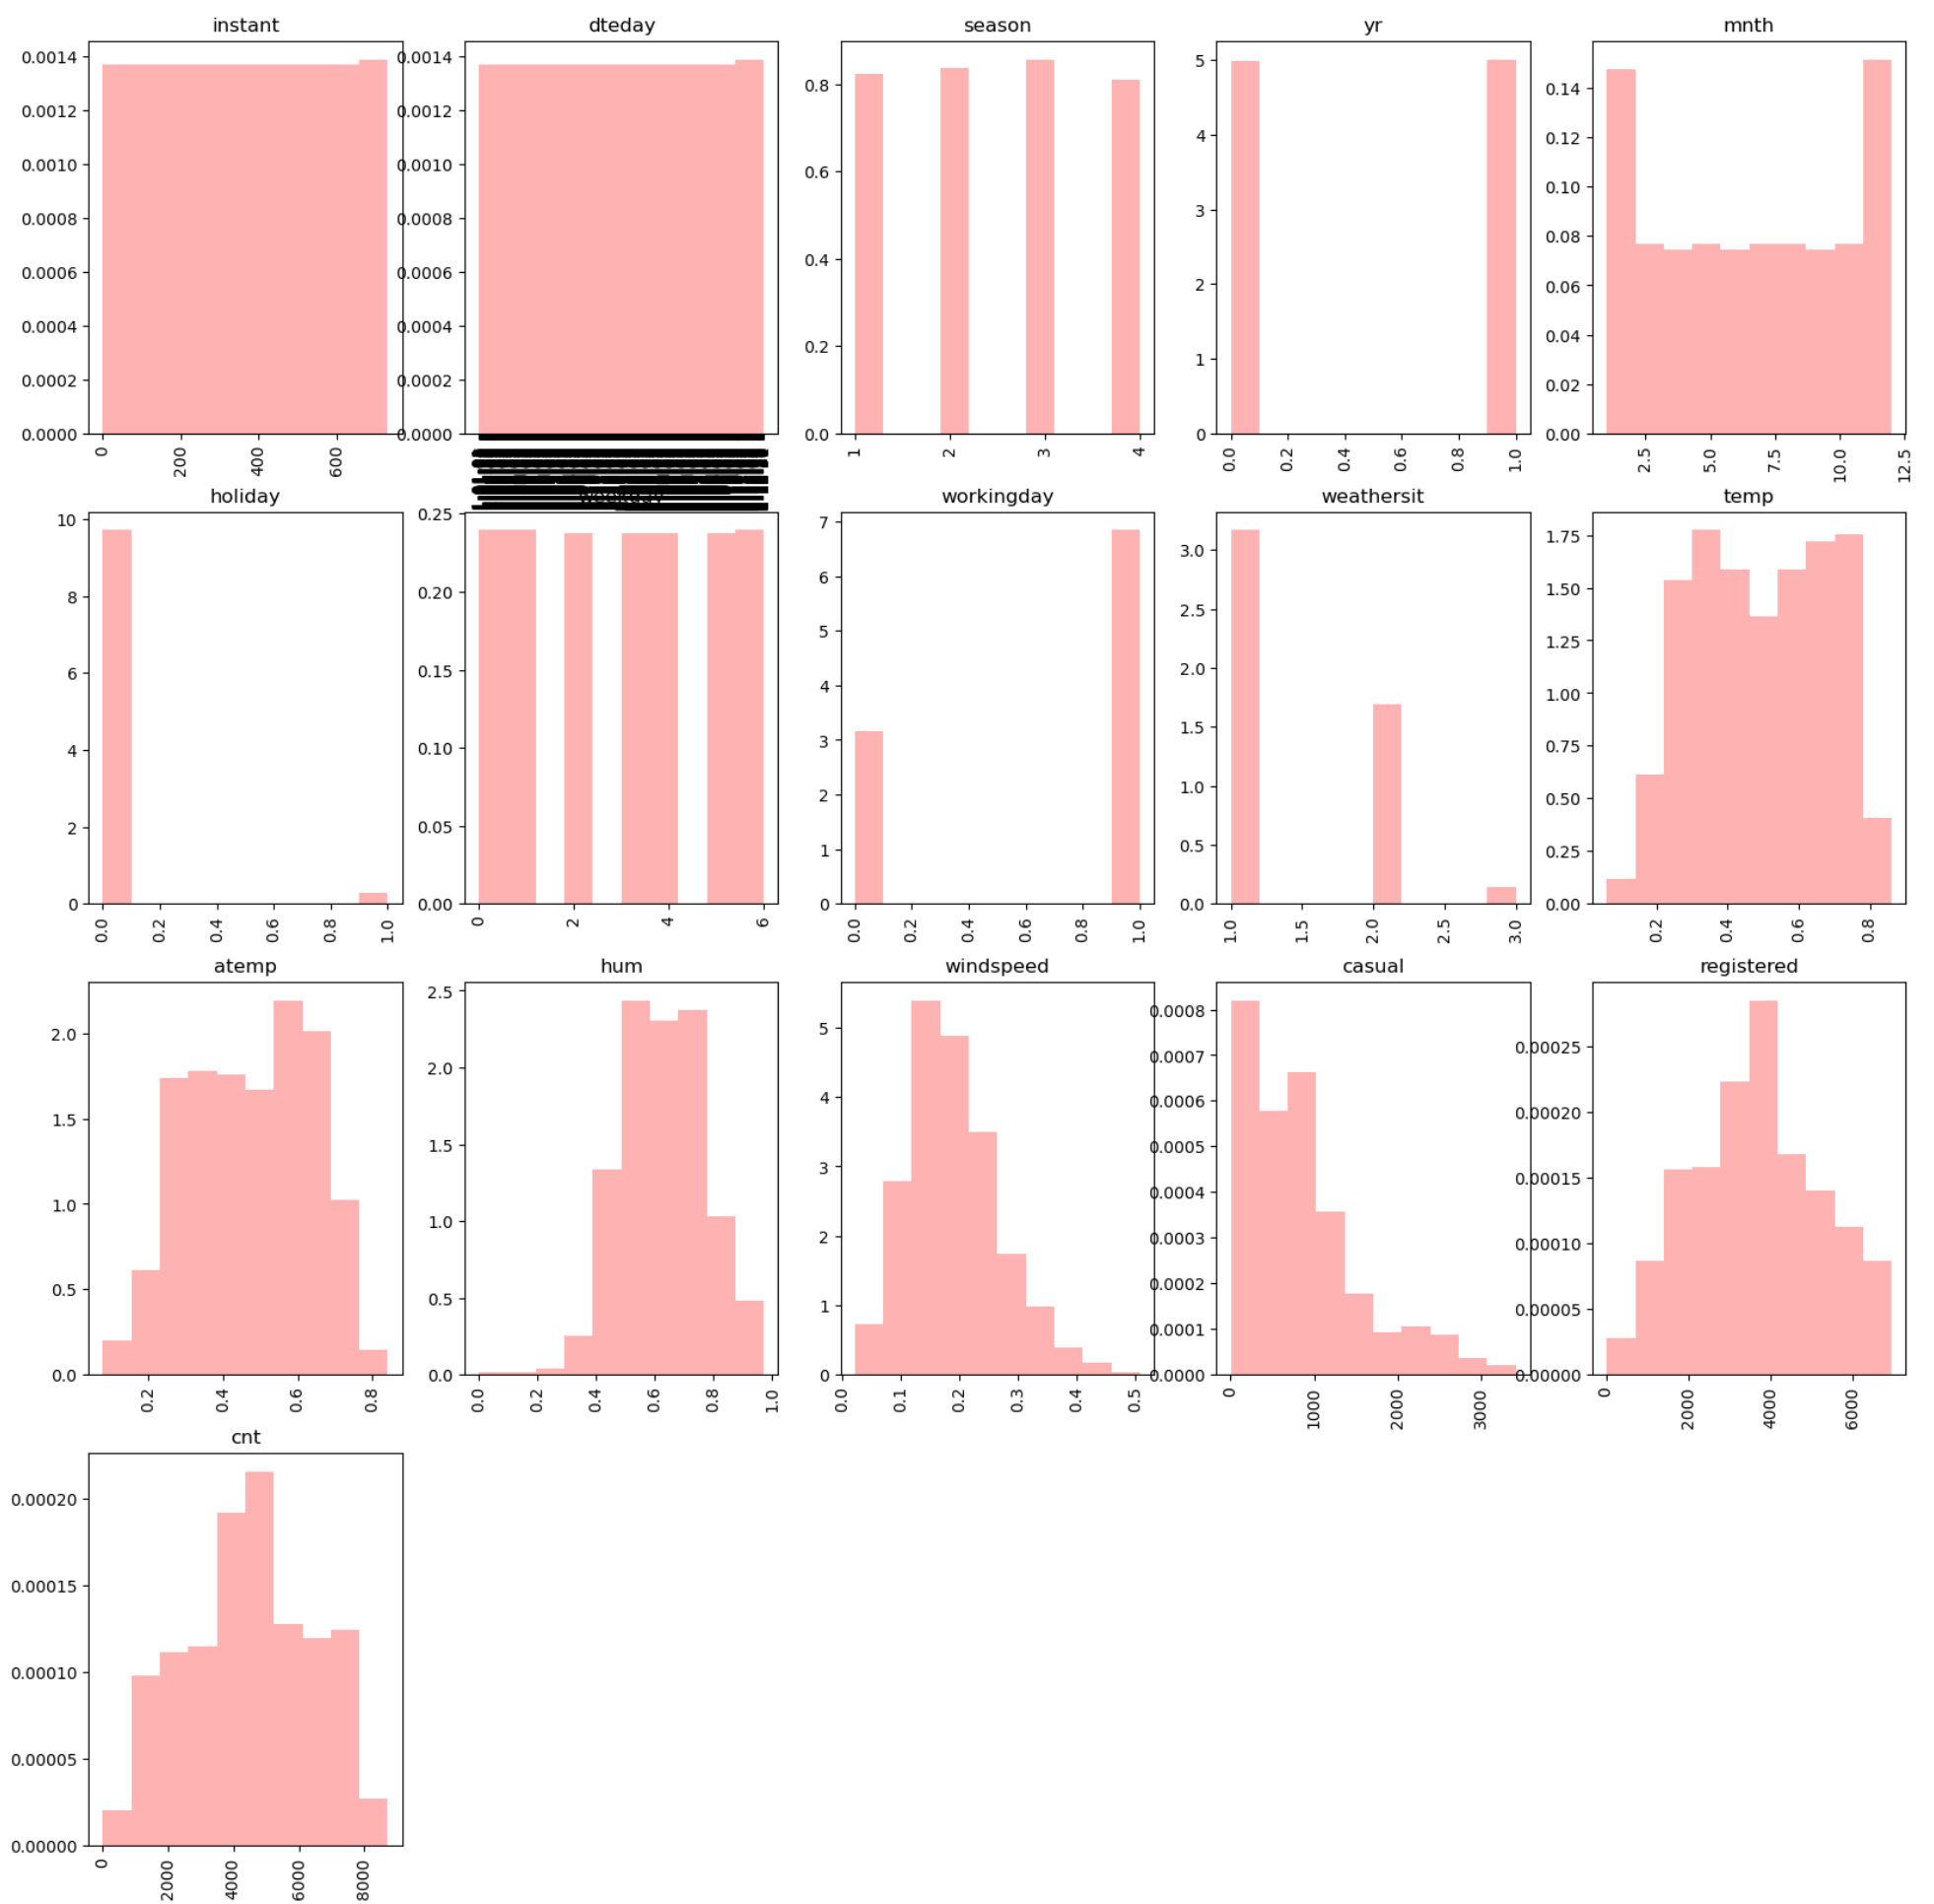 instant dteday season yr mnth
0.0014 0.0014 0.8 5 0.14
0.0012 0.0012 0.6 4 0.12
0.0010 0.0010 0.4 3 0.10
0.0008 0.0008 0.2 2 0.08
0.0006 0.0006 0.0 1 0.06
0.0004 0.0004 0 0.04
0.0002 0.0002 0.02
0.0000 0.0000 0.00
0 200 400 600 1 2 3 4 0.0 0.2 0.4 0.6 0.8 1.0 2.5 5.0 7.5 10.0 12.5
holiday weekday workingday weathersit temp
10 0.25 7 3.0 1.75
8 0.20 6 2.5 1.50
6 0.15 5 2.0 1.25
4 0.10 4 1.5 1.00
2 0.05 3 1.0 0.75
0 0.00 2 0.5 0.50
1 0.0 0.25
0 0.00
0.0 0.2 0.4 0.6 0.8 1.0 0 2 4 6 0.0 0.2 0.4 0.6 0.8 1.0 1.0 1.5 2.0 2.5 3.0 0.2 0.4 0.6 0.8
atemp hum windspeed casual registered
2.0 2.5 5 0.0008 0.00025
1.5 2.0 4 0.0007 0.00020
1.0 1.5 3 0.0006 0.00015
0.5 1.0 2 0.0005 0.00010
0.0 0.5 1 0.0004 0.00005
0.0 0 0.0003 0.00000
0.0002
0.0001
0.0000
0.2 0.4 0.6 0.8 0.0 0.2 0.4 0.6 0.8 1.0 0.0 0.1 0.2 0.3 0.4 0.5 0 1000 2000 3000 0 2000 4000 6000
cnt
0.00020
0.00015
0.00010
0.00005
0.00000
0 2000 4000 6000 8000